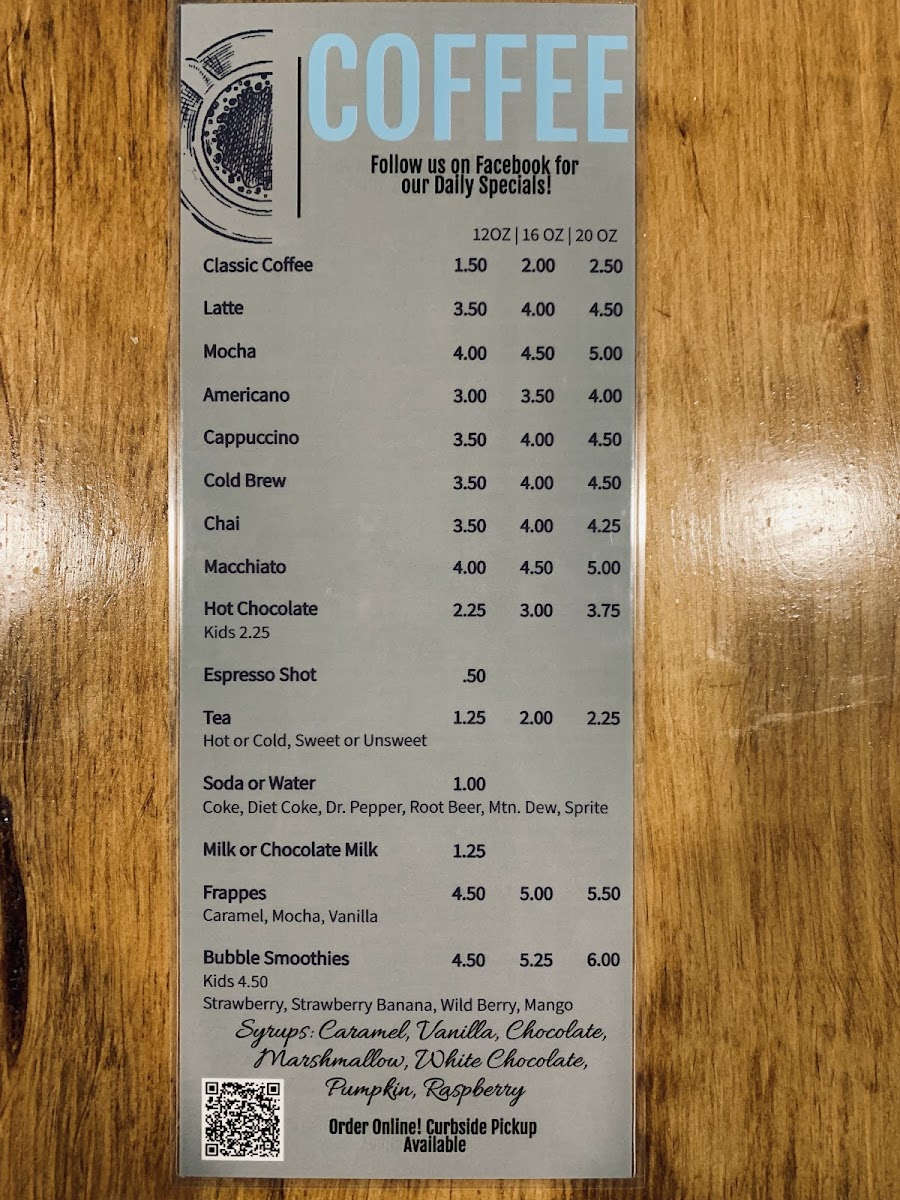 COFFEE
Follow us on Facebook for
our Daily Specials!
12OZ | 16 OZ | 20 OZ
Classic Coffee 1.50 2.00 2.50
Latte 3.50 4.00 4.50
Mocha 4.00 4.50 5.00
Americano 3.00 3.50 4.00
Cappuccino 3.50 4.00 4.50
Cold Brew 3.50 4.00 4.50
Chai 3.50 4.00 4.25
Macchiato 4.00 4.50 5.00
Hot Chocolate 2.25 3.00 3.75
Kids 2.25
Espresso Shot .50
Tea 1.25 2.00 2.25
Hot or Cold, Sweet or Unsweet
Soda or Water 1.00
Coke, Diet Coke, Dr. Pepper, Root Beer, Mtn. Dew, Sprite
Milk or Chocolate Milk 1.25
Frappes 4.50 5.00 5.50
Caramel, Mocha, Vanilla
Bubble Smoothies 4.50 5.25 6.00
Kids 4.50
Strawberry, Strawberry Banana, Wild Berry, Mango
Syrups: Caramel, Vanilla, Chocolate,
Marshmallow, White Chocolate,
Pumpkin, Raspberry
Order Online! Curbside Pickup
Available